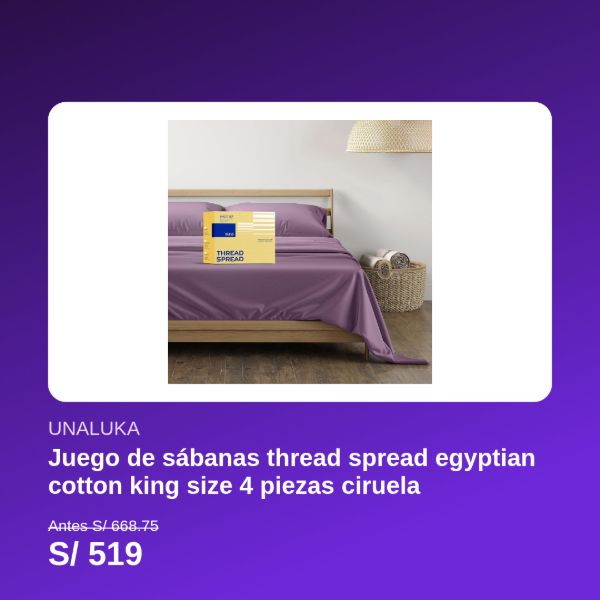 THREAD
SPREAD
UNALUKA
Juego de sábanas thread spread egyptian
cotton king size 4 piezas ciruela
Antes S/ 668.75
S/ 519